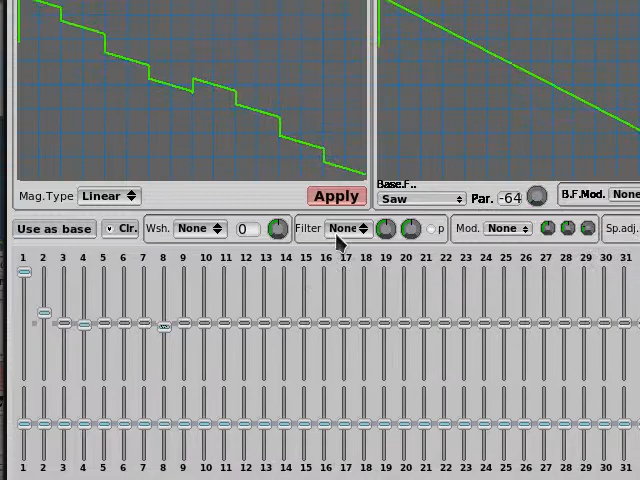 Base.F..
Mag.Type Linear Apply Saw Par. -64 B.F.Mod. None
Use as base Clr. Wsh. None 0 Filter None p Mod. None Sp.adj.
1 2 3 4 5 6 7 8 9 10 11 12 13 14 15 16 17 18 19 20 21 22 23 24 25 26 27 28 29 30 31
1 2 3 4 5 6 7 8 9 10 11 12 13 14 15 16 17 18 19 20 21 22 23 24 25 26 27 28 29 30 31